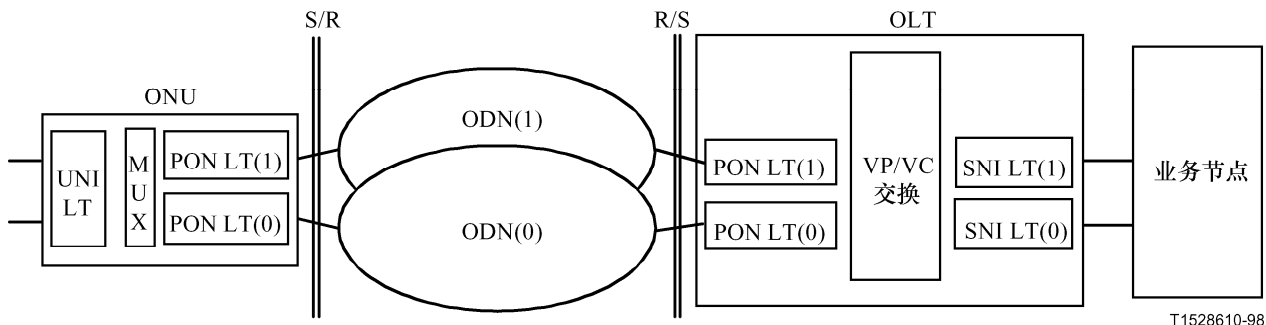 S/R
R/S
OLT
ONU
UNI
LT
M
U
X
PON LT(1)
PON LT(0)
ODN(1)
ODN(0)
PON LT(1)
PON LT(0)
VP/VC
交换
SNI LT(1)
SNI LT(0)
业务节点
T1528610-98